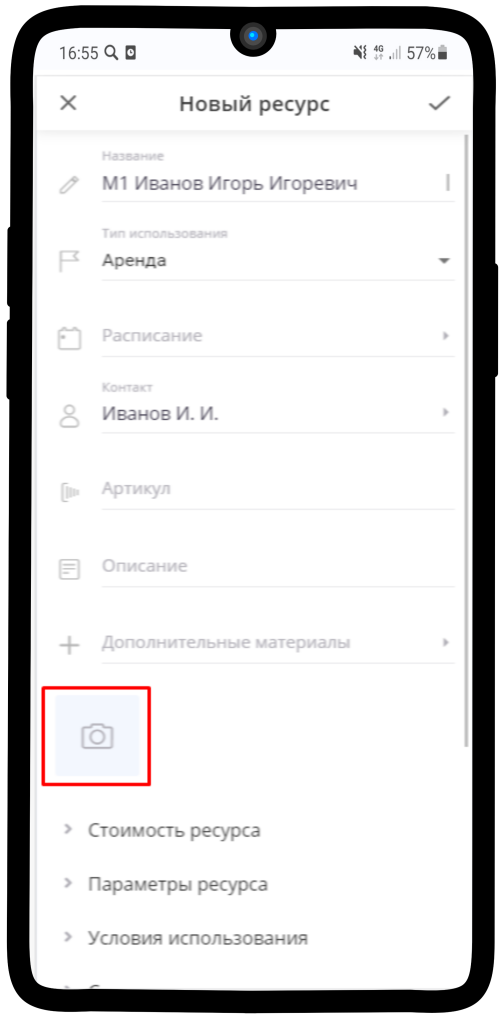 16:55 4G 57%
Новый ресурс
Название
М1 Иванов Игорь Игоревич
Тип использования
Аренда
Расписание
Контакт
Иванов И. И.
Артикул
Описание
Дополнительные материалы
Стоимость ресурса
Параметры ресурса
Условия использования